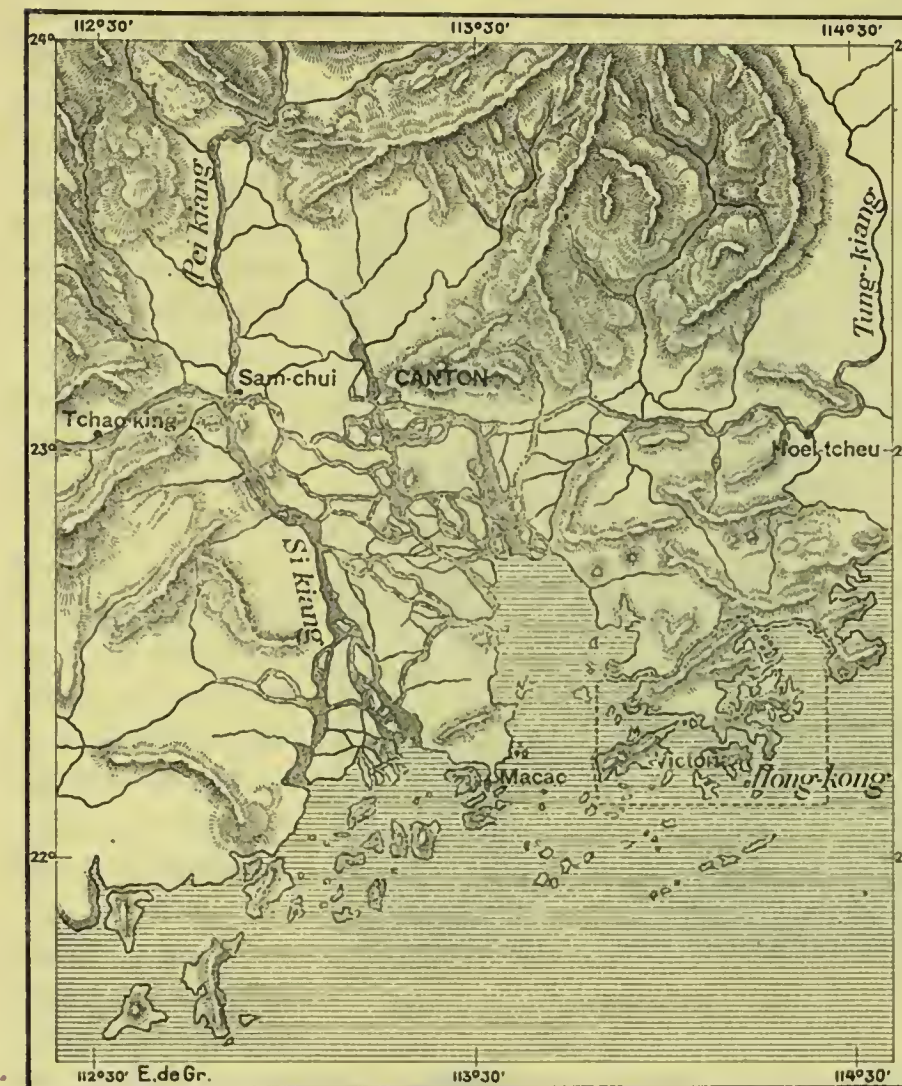 112°30' 113°30' 114°30'
24°
Pei kiang
Tung-kiang
Sam-chui
CANTON
Tchao king
23°
Hoei-tcheu
Si kiang
Victoria
Macao
Hong-kong
22°
112°30' E. de Gr. 113°30' 114°30'